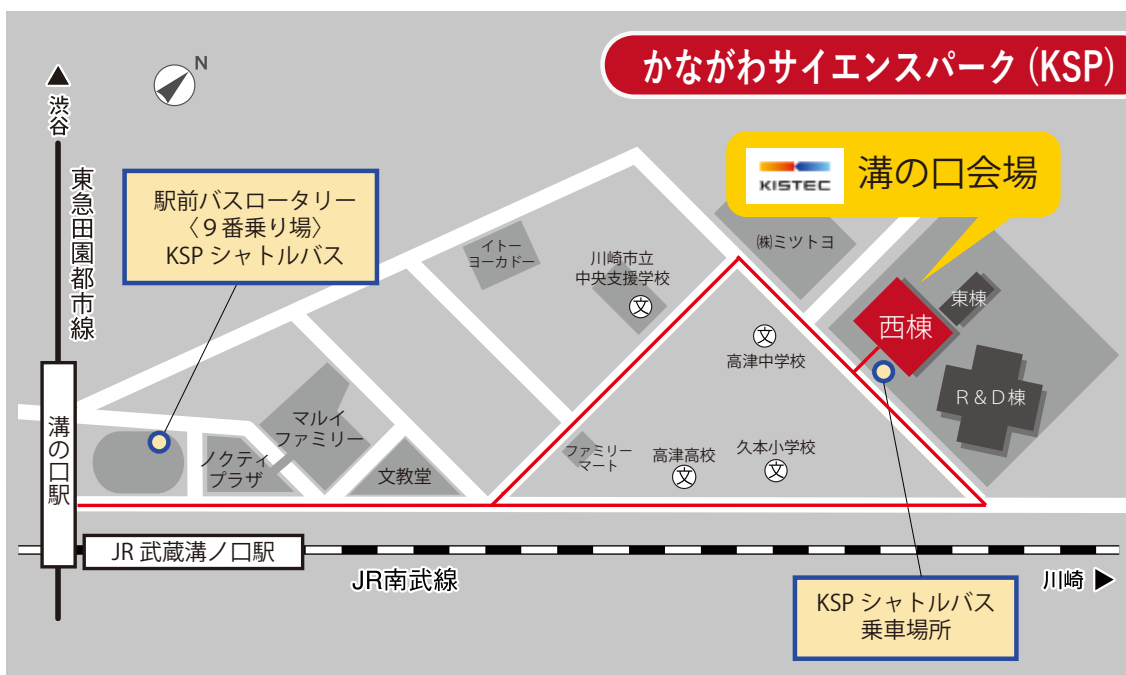 かながわサイエンスパーク (KSP)
N
▲
渋谷
東急田園都市線
駅前バスロータリー
〈９番乗り場〉
KSP シャトルバス
KISTEC
溝の口会場
㈱ミツトヨ
イトー
ヨーカドー
川崎市立
中央支援学校
文
東棟
西棟
文
高津中学校
R＆D棟
マルイ
ファミリー
溝の口駅
ノクティ
プラザ
文教堂
ファミリー
マート
高津高校
文
久本小学校
文
JR 武蔵溝ノ口駅
JR南武線
川崎 ▶
KSP シャトルバス
乗車場所